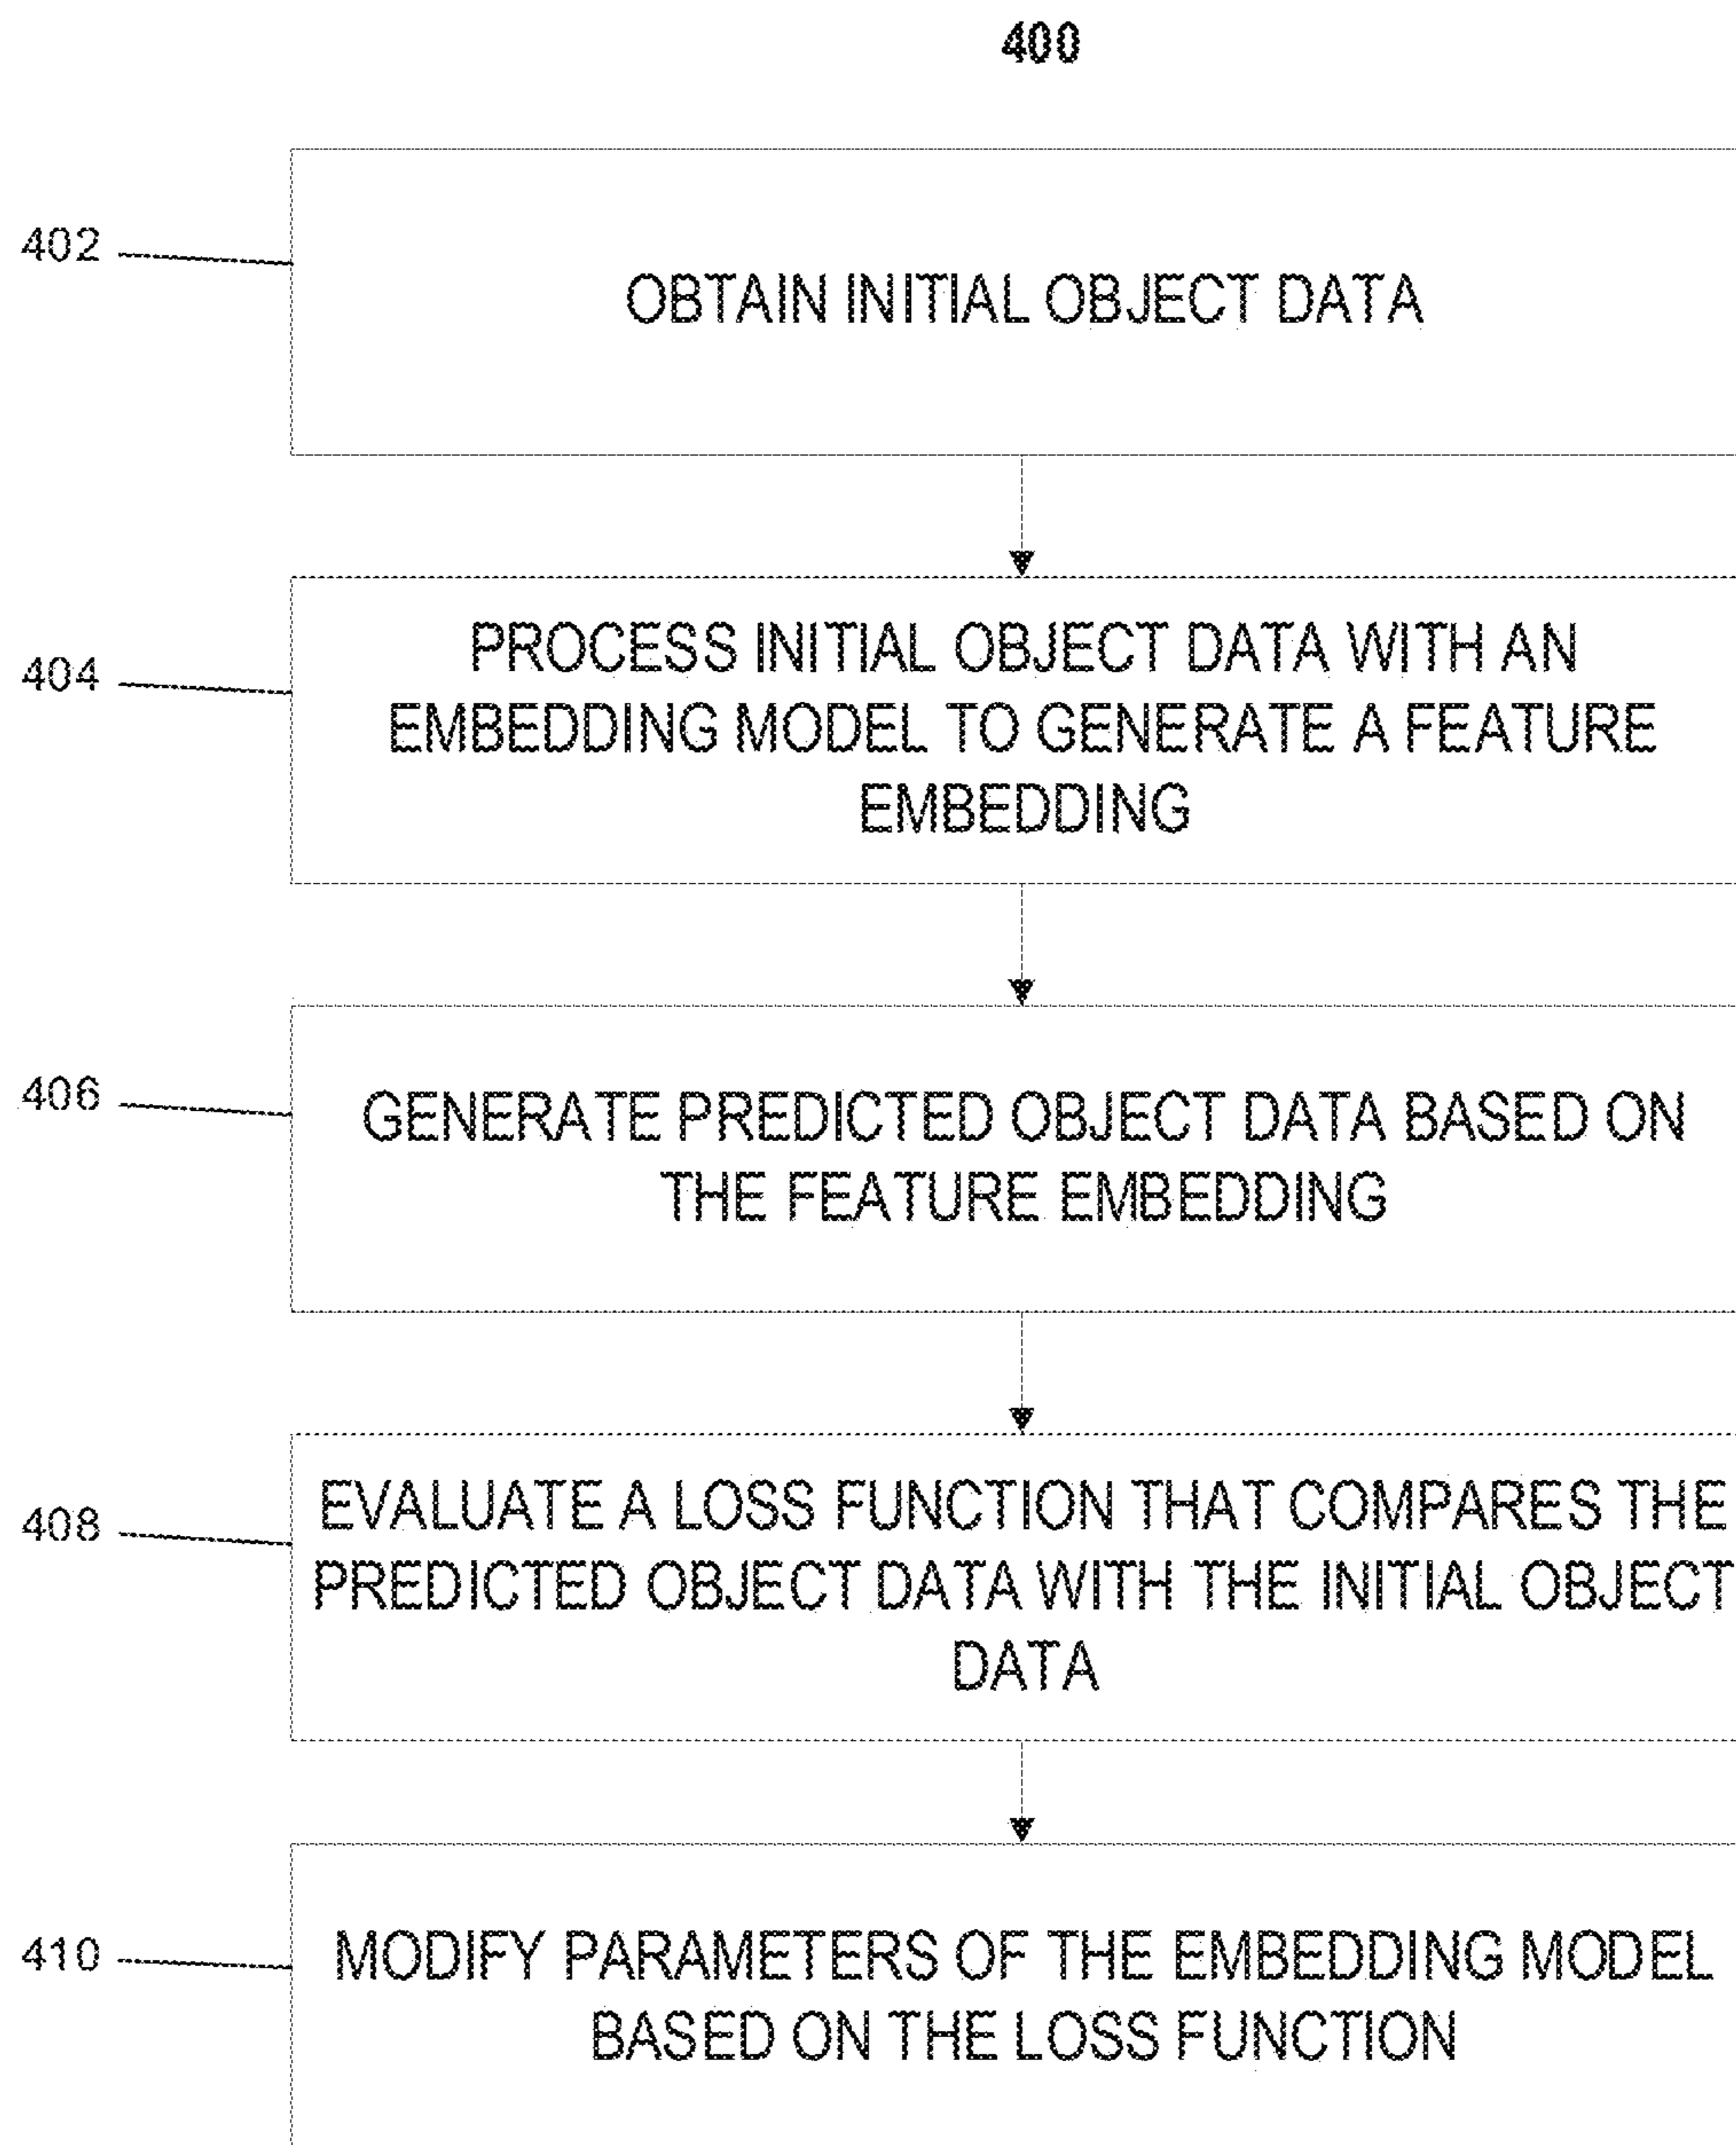 400
402
OBTAIN INITIAL OBJECT DATA
404
PROCESS INITIAL OBJECT DATA WITH AN
EMBEDDING MODEL TO GENERATE A FEATURE
EMBEDDING
406
GENERATE PREDICTED OBJECT DATA BASED ON
THE FEATURE EMBEDDING
408
EVALUATE A LOSS FUNCTION THAT COMPARES THE
PREDICTED OBJECT DATA WITH THE INITIAL OBJECT
DATA
410
MODIFY PARAMETERS OF THE EMBEDDING MODEL
BASED ON THE LOSS FUNCTION